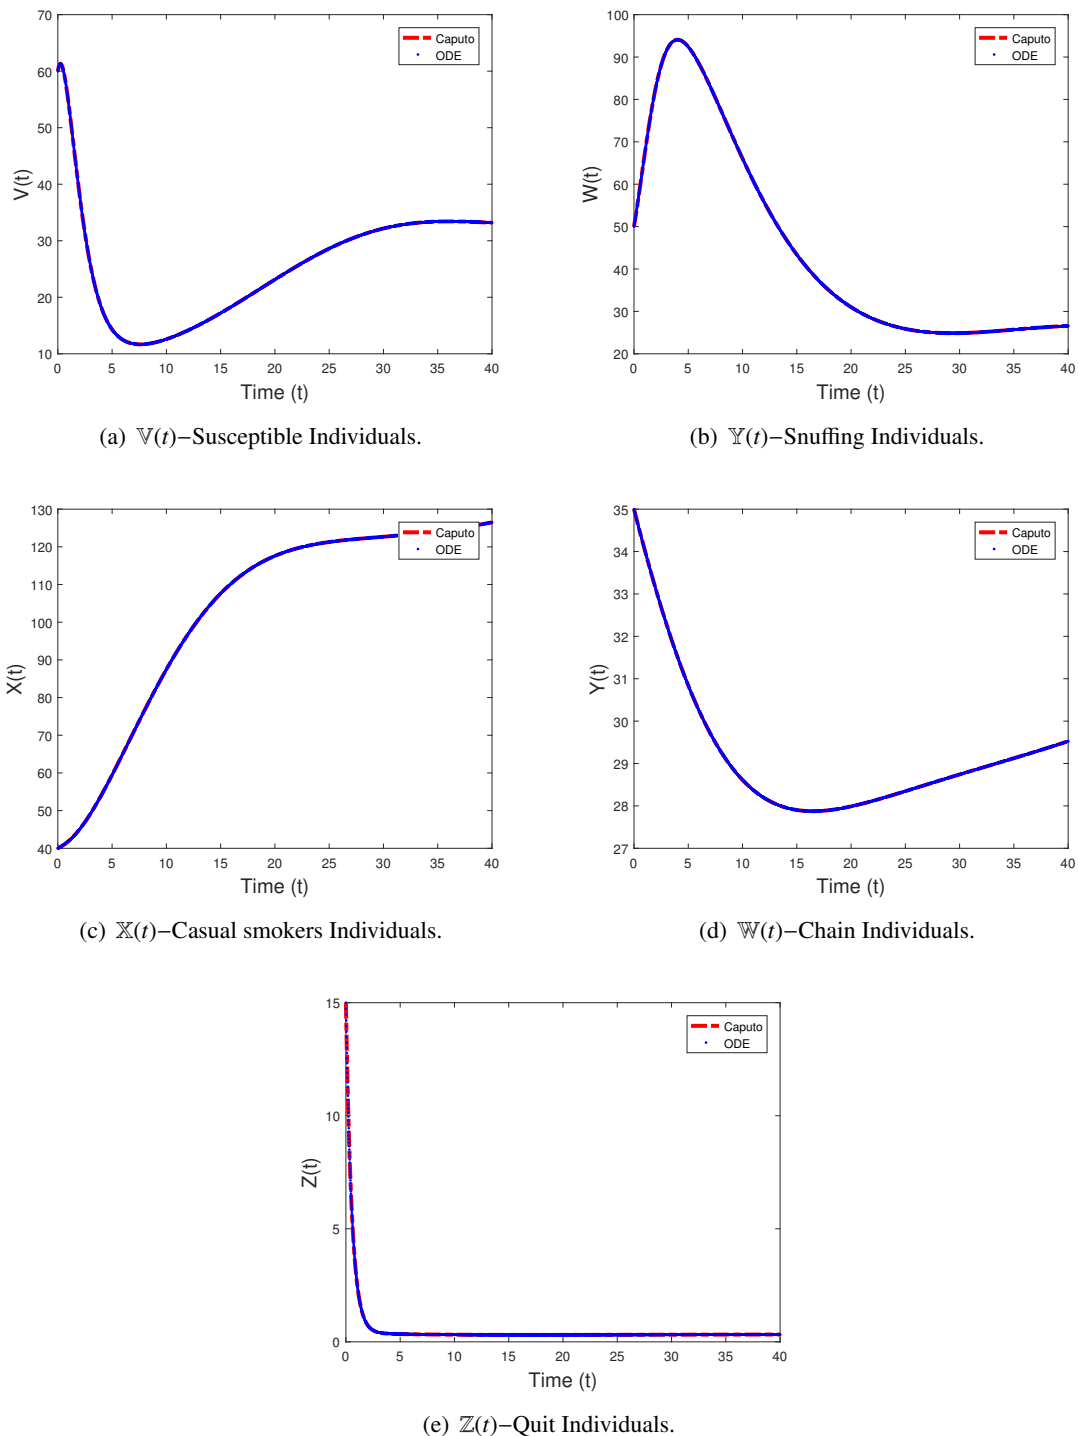 70
60
50
40
30
20
10
V(t)
0 5 10 15 20 25 30 35 40
Time (t)
Caputo
ODE
(a) 𝕍(t)−Susceptible Individuals.
100
90
80
70
60
50
40
30
20
W(t)
0 5 10 15 20 25 30 35 40
Time (t)
Caputo
ODE
(b) 𝕐(t)−Snuffing Individuals.
130
120
110
100
90
80
70
60
50
40
X(t)
0 5 10 15 20 25 30 35 40
Time (t)
Caputo
ODE
(c) 𝕏(t)−Casual smokers Individuals.
35
34
33
32
31
30
29
28
27
Y(t)
0 5 10 15 20 25 30 35 40
Time (t)
Caputo
ODE
(d) 𝕎(t)−Chain Individuals.
15
10
5
0
Z(t)
0 5 10 15 20 25 30 35 40
Time (t)
Caputo
ODE
(e) ℤ(t)−Quit Individuals.